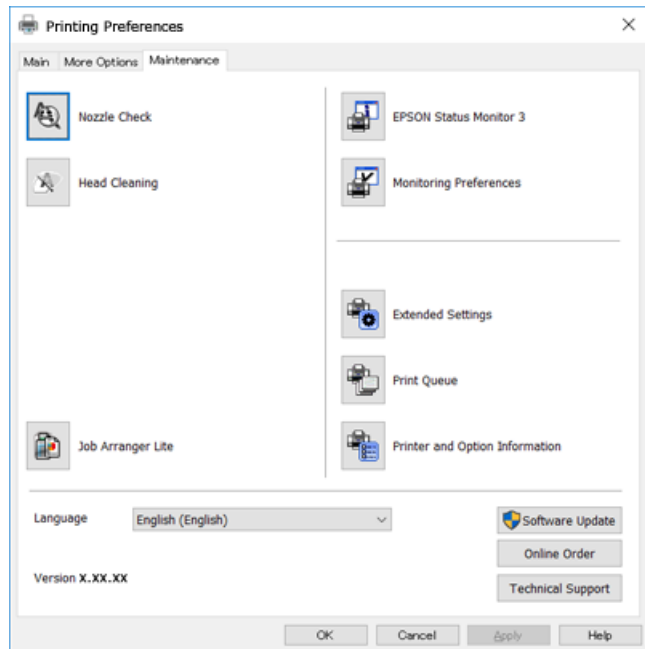 Printing Preferences
Main More Options Maintenance
Nozzle Check
Head Cleaning
Job Arranger Lite
EPSON Status Monitor 3
Monitoring Preferences
Extended Settings
Print Queue
Printer and Option Information
Language English (English)
Version X.XX.XX
Software Update
Online Order
Technical Support
OK Cancel Apply Help